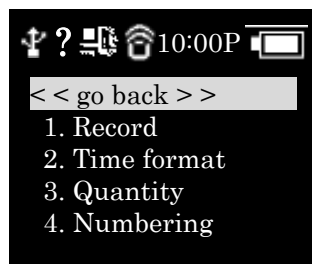 ? 10:00P
< < go back > >
1. Record
2. Time format
3. Quantity
4. Numbering